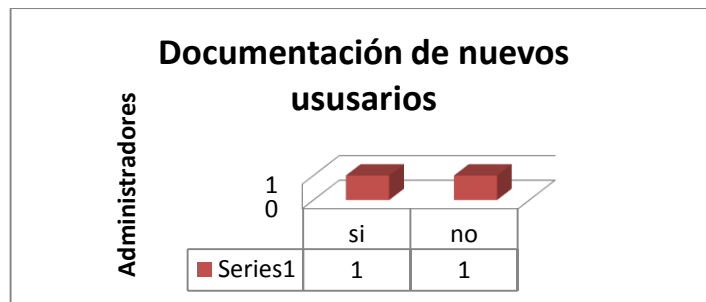 Documentación de nuevos
ususarios
Administradores
1
0
si no
Series1 1 1